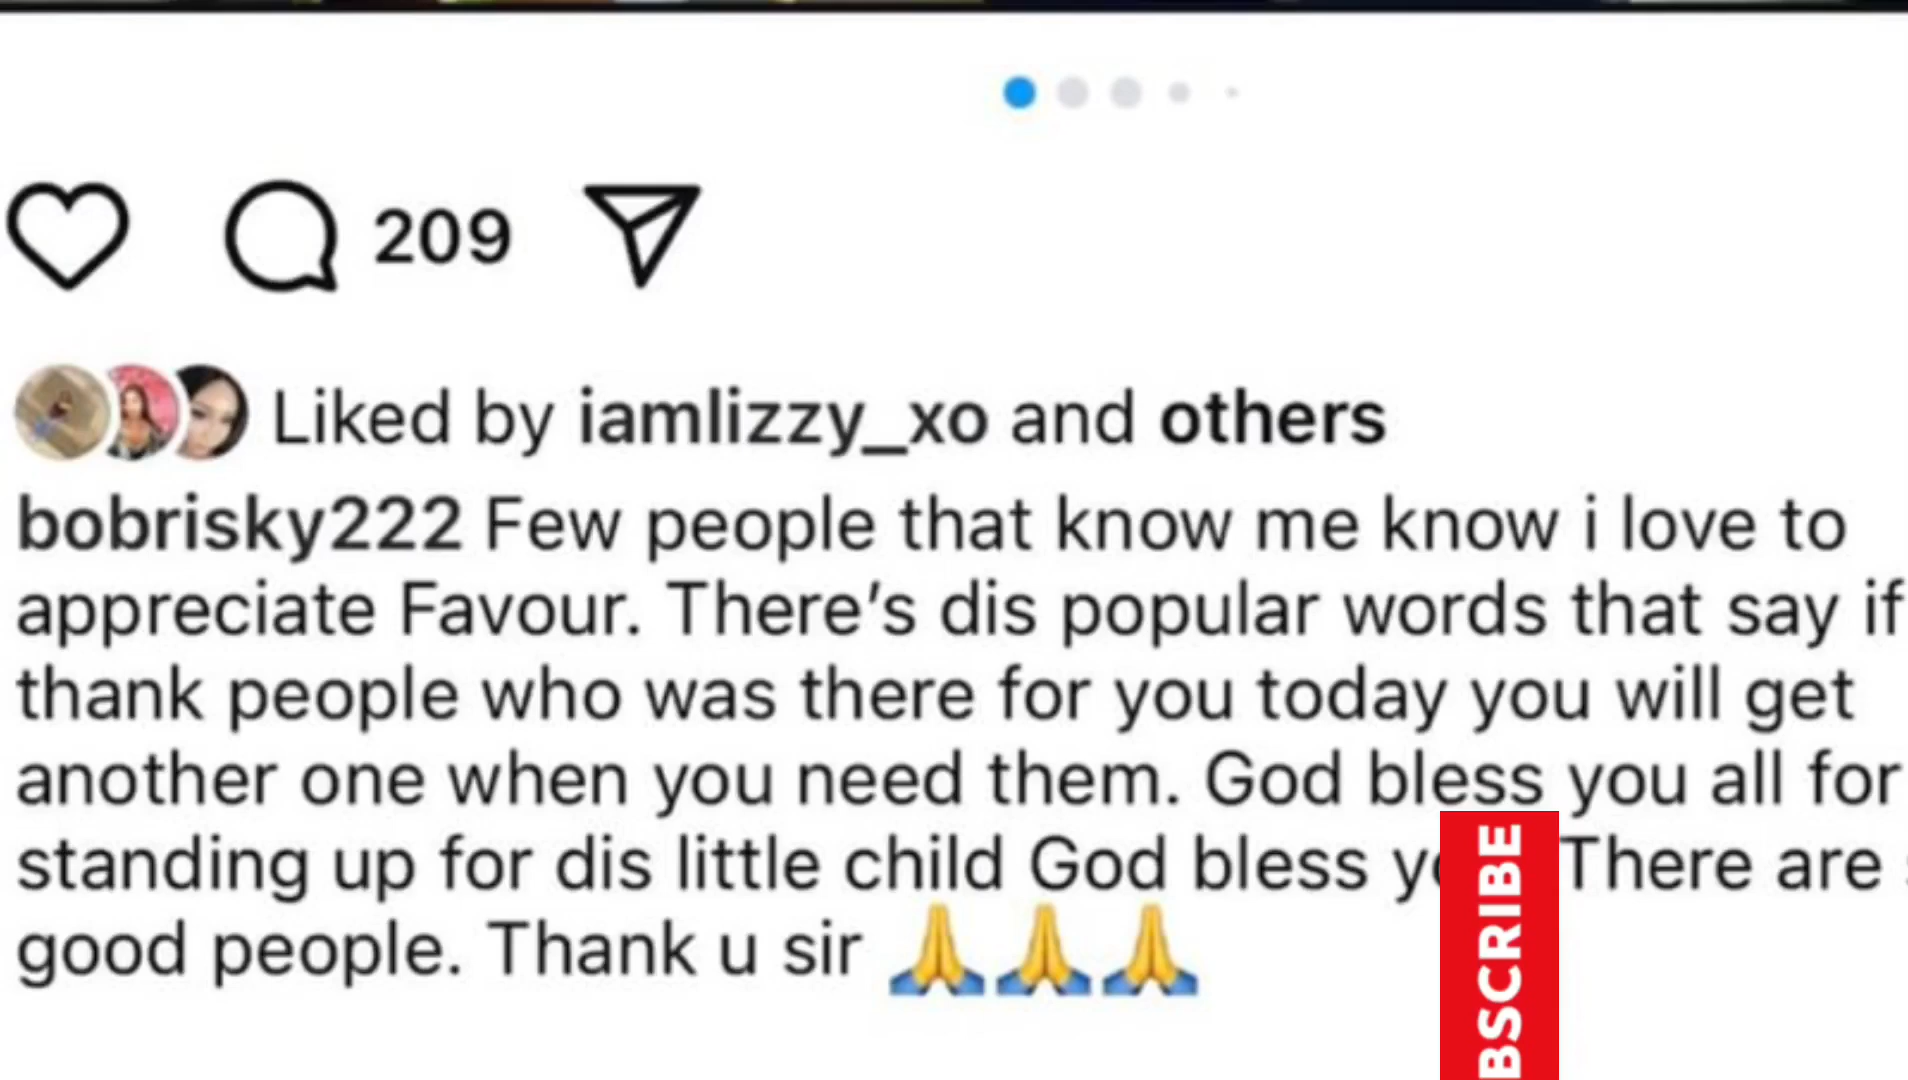 209
Liked by iamlizzy_xo and others
bobrisky222 Few people that know me know i love to
appreciate Favour. There's dis popular words that say if
thank people who was there for you today you will get
another one when you need them. God bless you all for
standing up for dis little child God bless There are
good people. Thank u sir 🙏🙏🙏
BSCRIBE